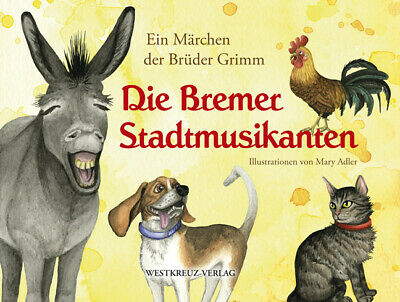 Ein Märchen
der Brüder Grimm
Die Bremer
Stadtmusikanten
Illustrationen von Mary Adler
WESTKREUZ-VERLAG